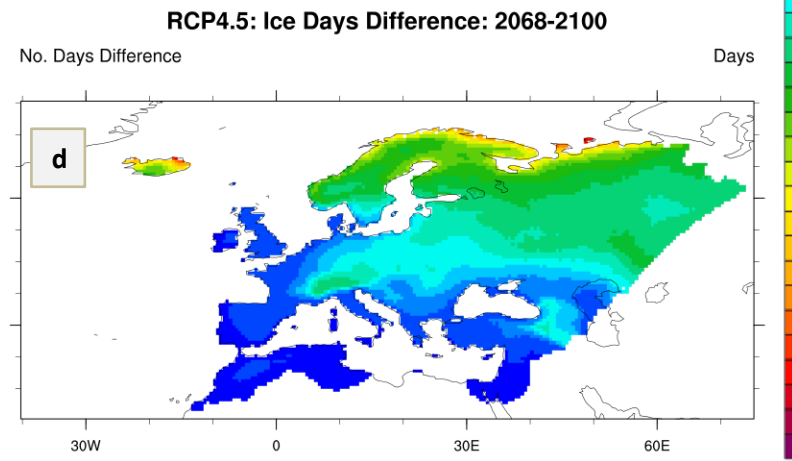 RCP4.5: Ice Days Difference: 2068-2100
No. Days Difference Days
d
30W 0 30E 60E